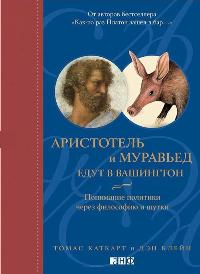 От авторов бестселлера
«Как-то раз Платон зашел в бар...»
АРИСТОТЕЛЬ
и МУРАВЬЕД
ЕДУТ В ВАШИНГТОН
Понимание политики
через философию и шутки
ТОМАС КАТКАРТ и ДЭН КЛЕЙН